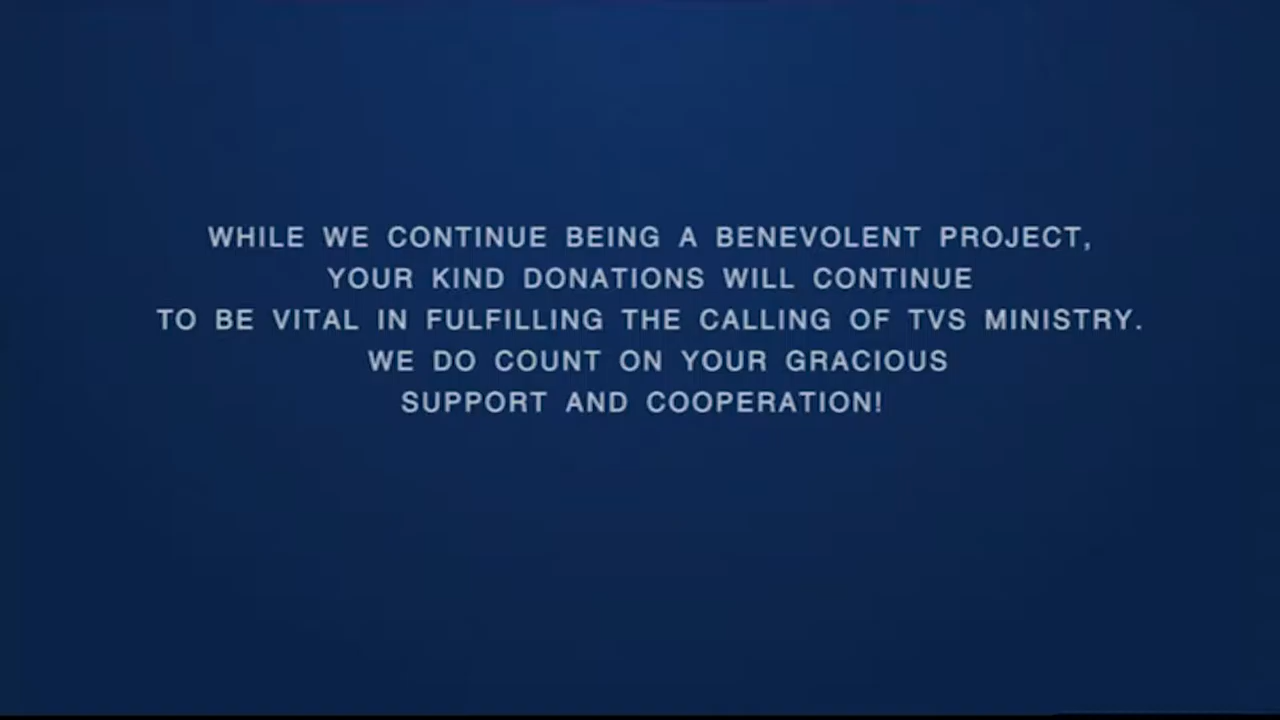 WHILE WE CONTINUE BEING A BENEVOLENT PROJECT,
YOUR KIND DONATIONS WILL CONTINUE
TO BE VITAL IN FULFILLING THE CALLING OF TVS MINISTRY.
WE DO COUNT ON YOUR GRACIOUS
SUPPORT AND COOPERATION!